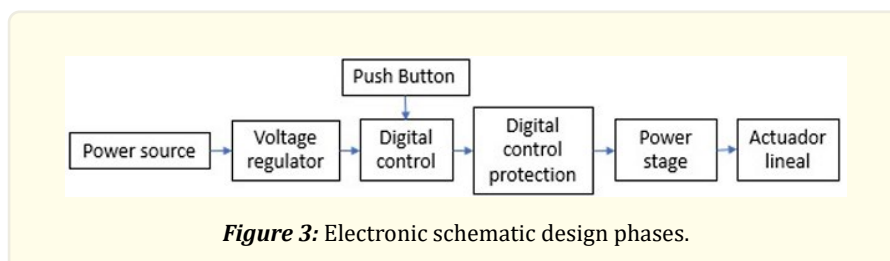 Push Button
Power source
Voltage
regulator
Digital
control
Digital
control
protection
Power
stage
Actuador
lineal
Figure 3: Electronic schematic design phases.